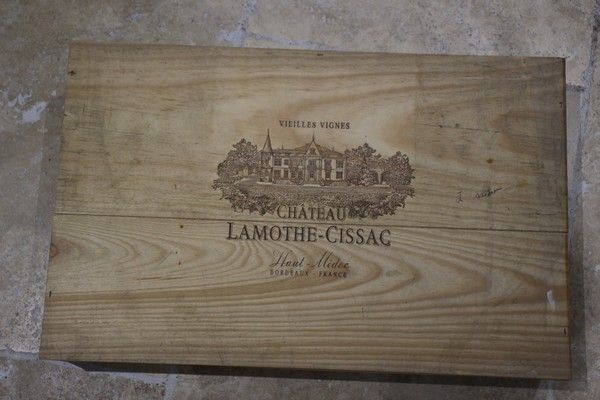 VIEILLES VIGNES
CHÂTEAU
LAMOTHE-CISSAC
Haut-Médoc
BORDEAUX - FRANCE